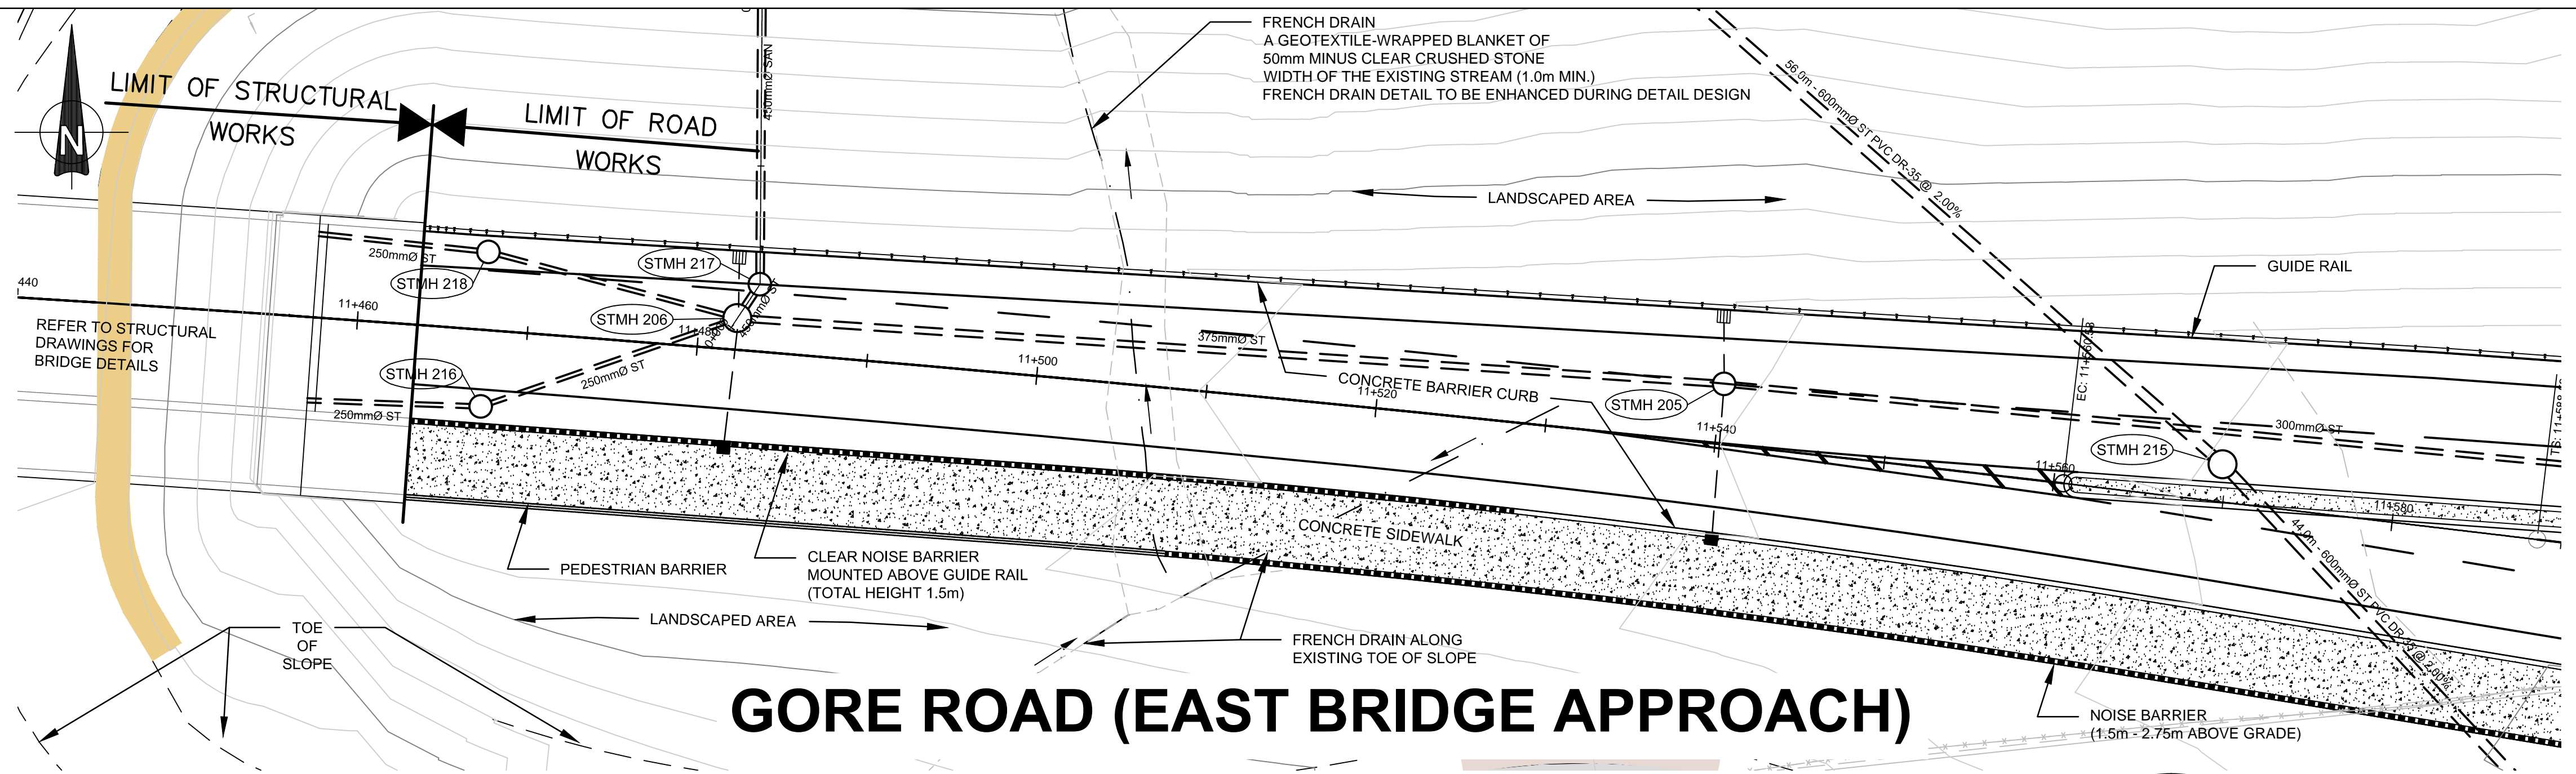 FRENCH DRAIN
A GEOTEXTILE-WRAPPED BLANKET OF
50mm MINUS CLEAR CRUSHED STONE
WIDTH OF THE EXISTING STREAM (1.0m MIN.)
FRENCH DRAIN DETAIL TO BE ENHANCED DURING DETAIL DESIGN
LIMIT OF STRUCTURAL
WORKS
LIMIT OF ROAD
WORKS
N
450mmØ SAN
56.0m - 600mmØ ST PVC DR-35 @ 2.00%
LANDSCAPED AREA
GUIDE RAIL
250mmØ ST
STMH 218
STMH 217
STMH 206
450mmØ ST
440
11+460
11+480
11+500
11+520
11+540
11+560
11+580
REFER TO STRUCTURAL
DRAWINGS FOR
BRIDGE DETAILS
STMH 216
250mmØ ST
250mmØ ST
375mmØ ST
CONCRETE BARRIER CURB
STMH 205
STMH 215
300mmØ ST
CONCRETE SIDEWALK
44.0m - 600mmØ ST PVC DR-35 @ 2.00%
PEDESTRIAN BARRIER
CLEAR NOISE BARRIER
MOUNTED ABOVE GUIDE RAIL
(TOTAL HEIGHT 1.5m)
LANDSCAPED AREA
TOE
OF
SLOPE
FRENCH DRAIN ALONG
EXISTING TOE OF SLOPE
NOISE BARRIER
(1.5m - 2.75m ABOVE GRADE)
GORE ROAD (EAST BRIDGE APPROACH)